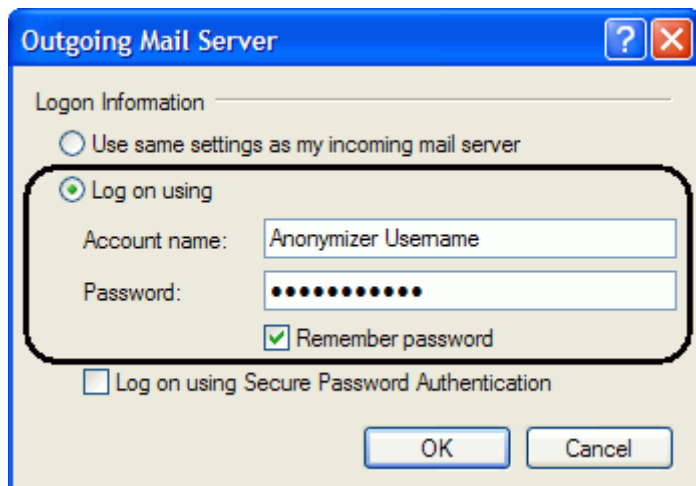 Outgoing Mail Server
Logon Information
Use same settings as my incoming mail server
Log on using
Account name: Anonymizer Username
Password: ●●●●●●●●●●●
Remember password
Log on using Secure Password Authentication
OK Cancel